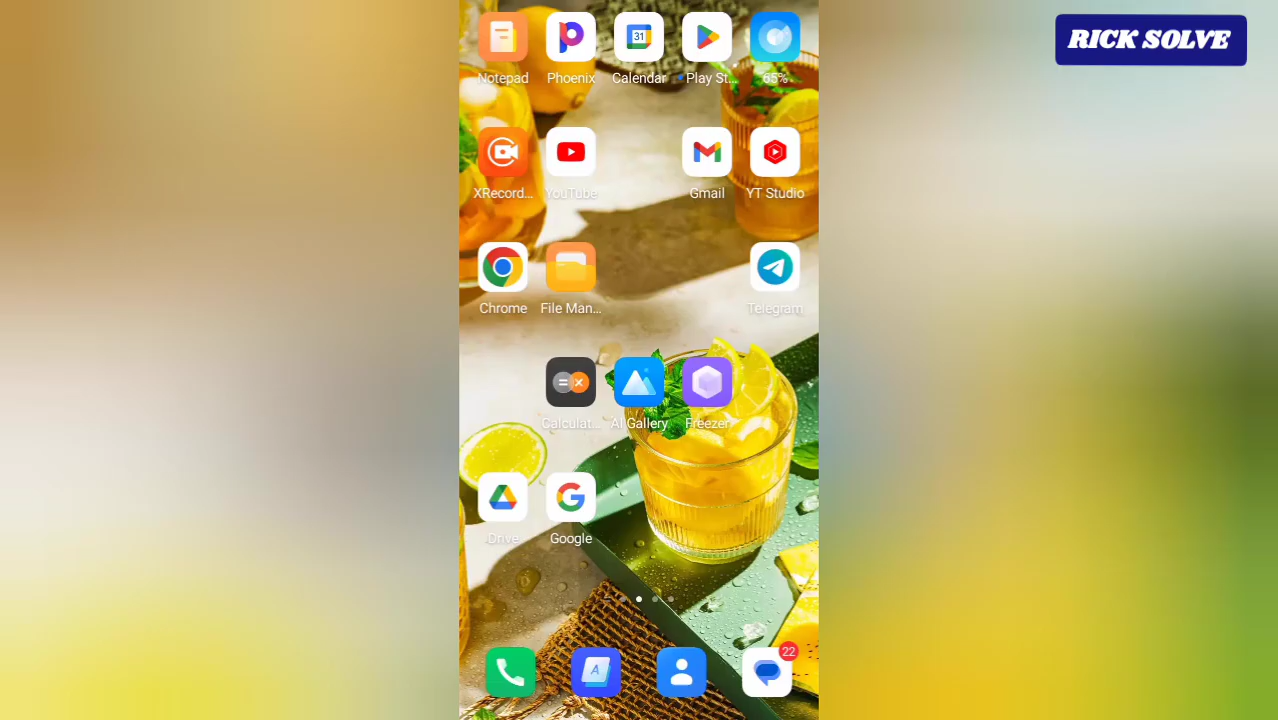 RICK SOLVE
Notepad
Phoenix
Calendar
Play St...
65%
31
XRecord...
YouTube
Gmail
YT Studio
Chrome
File Man...
Telegram
Calculat...
AI Gallery
Freezer
Drive
Google
22
A